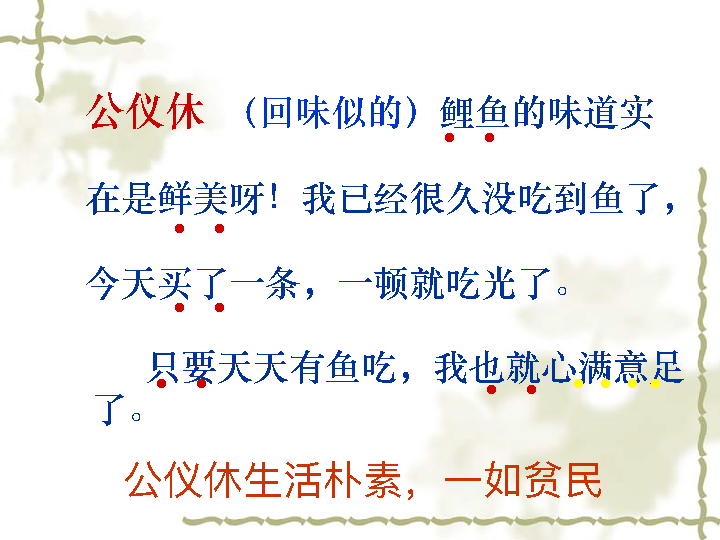 公仪休 （回味似的）鲤鱼的味道实
在是鲜美呀！我已经很久没吃到鱼了，
今天买了一条，一顿就吃光了。
只要天天有鱼吃，我也就心满意足
了。
公仪休生活朴素，一如贫民